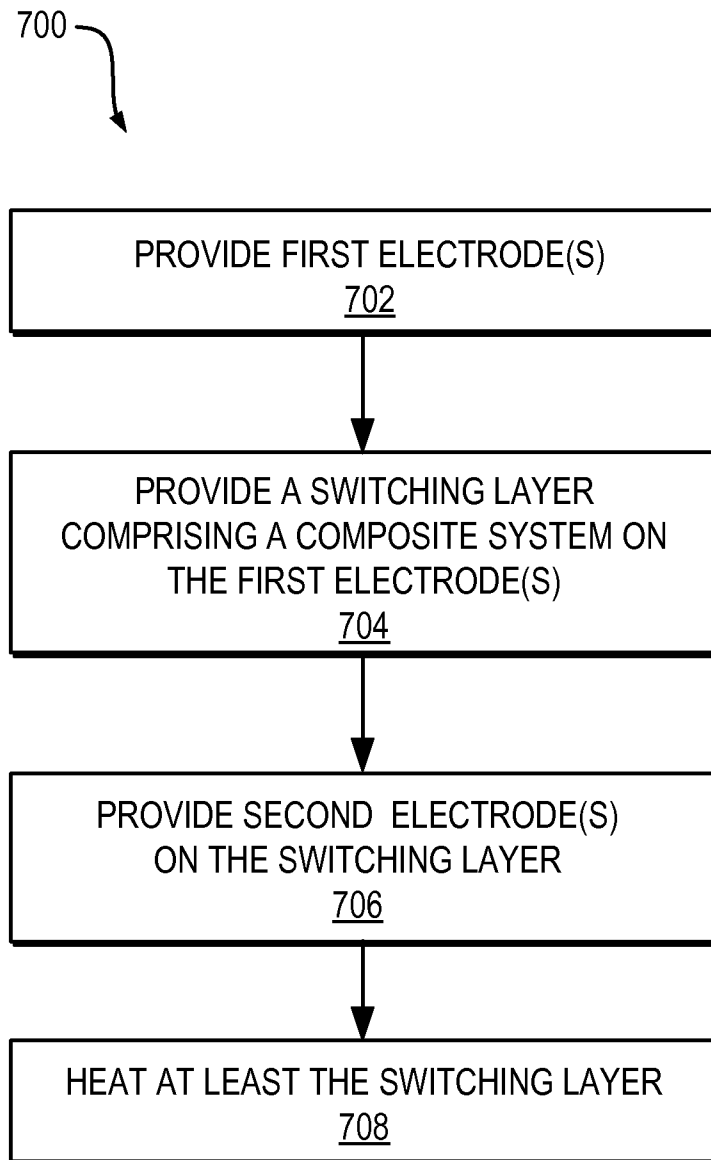 700
PROVIDE FIRST ELECTRODE(S)
702
PROVIDE A SWITCHING LAYER
COMPRISING A COMPOSITE SYSTEM ON
THE FIRST ELECTRODE(S)
704
PROVIDE SECOND ELECTRODE(S)
ON THE SWITCHING LAYER
706
HEAT AT LEAST THE SWITCHING LAYER
708